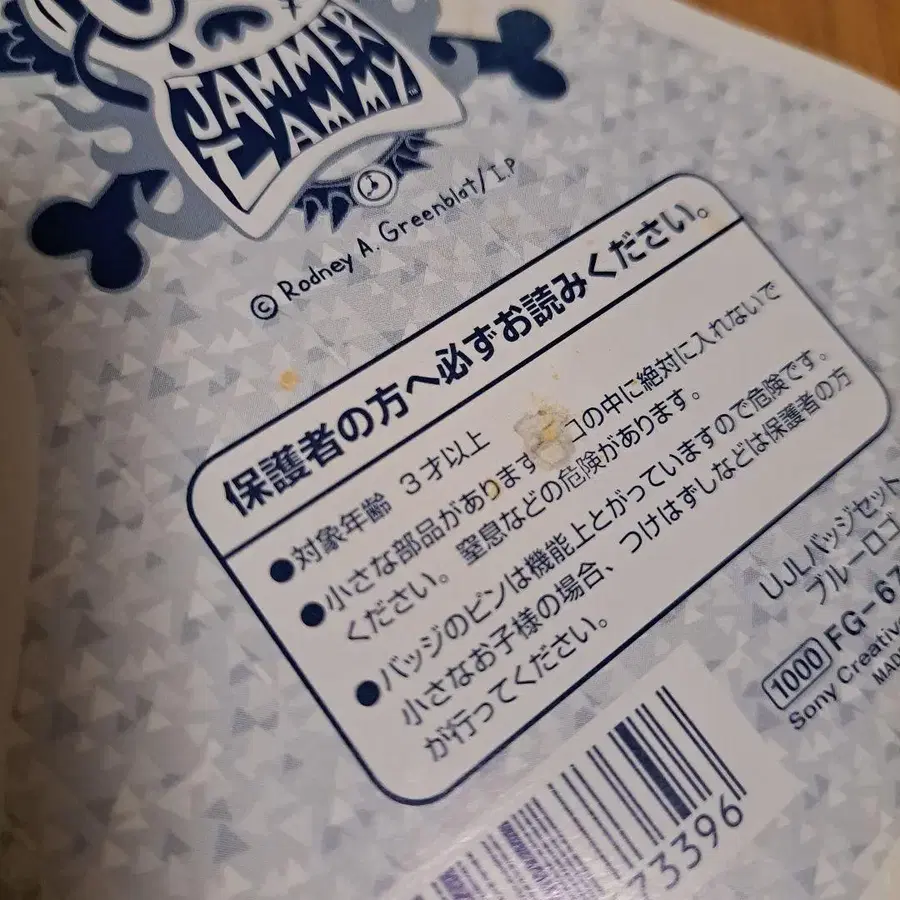 JAMMER
LAMMY™
© Rodney A. Greenblat/I.P
保護者の方へ必ずお読みください。
●対象年齢 3才以上
●小さな部品があります コの中に絶対に入れないで
ください。窒息などの危険があります。
●バッジのピンは機能上とがっていますので危険です。
小さなお子様の場合、つけはずしなどは保護者の方
が行ってください。
UJLバッジセット
ブルーロゴ
1000 FG-67
Sony Creative
MADE
73396